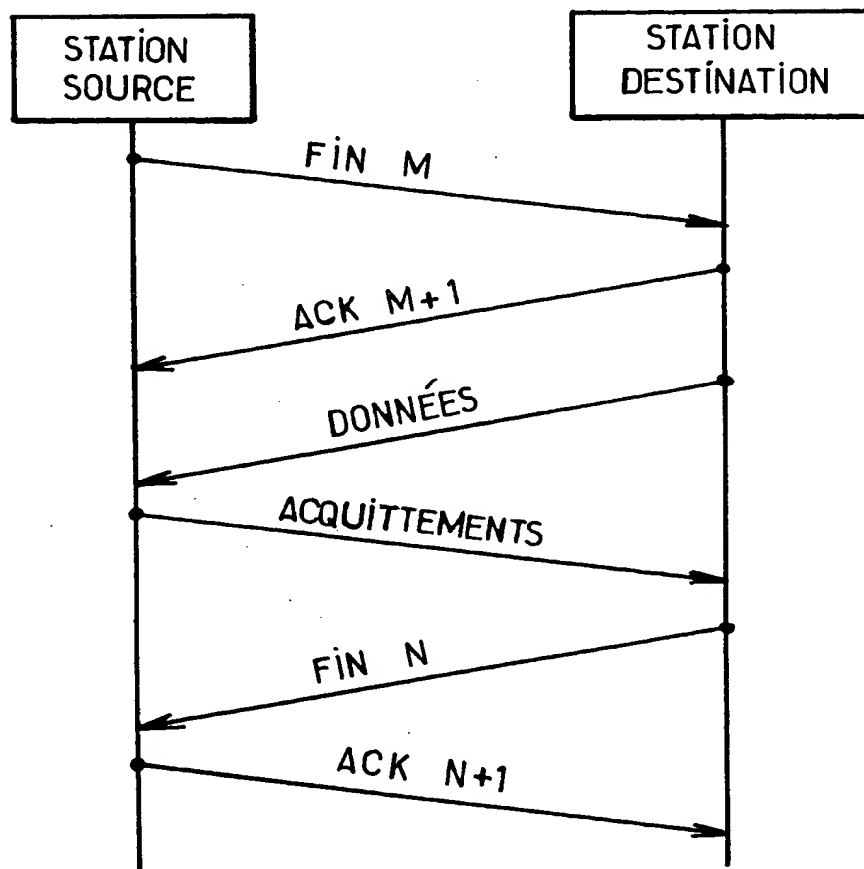 STATION
SOURCE
STATION
DESTINATION
FIN M
ACK M+1
DONNÉES
ACQUITTEMENTS
FIN N
ACK N+1